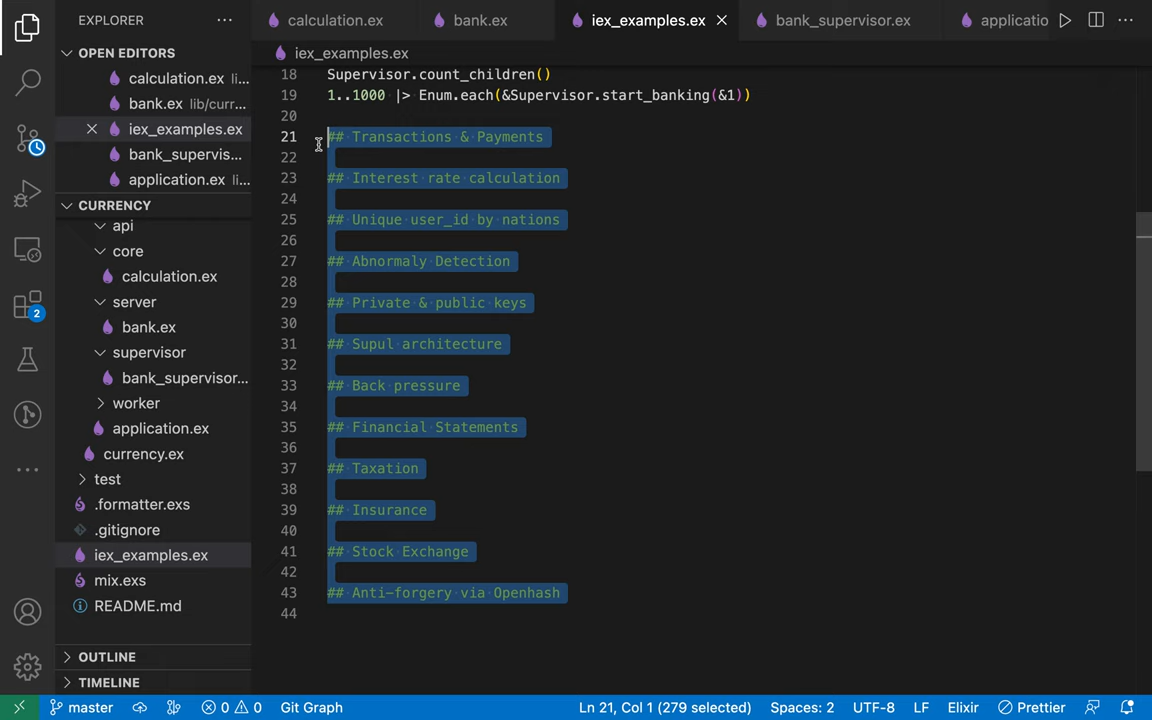 EXPLORER
calculation.ex
bank.ex
iex_examples.ex
bank_supervisor.ex
applicatio
OPEN EDITORS
calculation.ex li...
bank.ex lib/curr...
iex_examples.ex
bank_supervis...
application.ex li...
CURRENCY
api
core
calculation.ex
server
bank.ex
supervisor
bank_supervisor...
worker
application.ex
currency.ex
test
.formatter.exs
.gitignore
iex_examples.ex
mix.exs
README.md
OUTLINE
TIMELINE
2
iex_examples.ex
18 Supervisor.count_children()
19 1..1000 |> Enum.each(&Supervisor.start_banking(&1))
20
21 ## Transactions & Payments
22
23 ## Interest rate calculation
24
25 ## Unique user_id by nations
26
27 ## Abnormaly Detection
28
29 ## Private & public keys
30
31 ## Supul architecture
32
33 ## Back pressure
34
35 ## Financial Statements
36
37 ## Taxation
38
39 ## Insurance
40
41 ## Stock Exchange
42
43 ## Anti-forgery via Openhash
44
master 0 0 Git Graph Ln 21, Col 1 (279 selected) Spaces: 2 UTF-8 LF Elixir Prettier